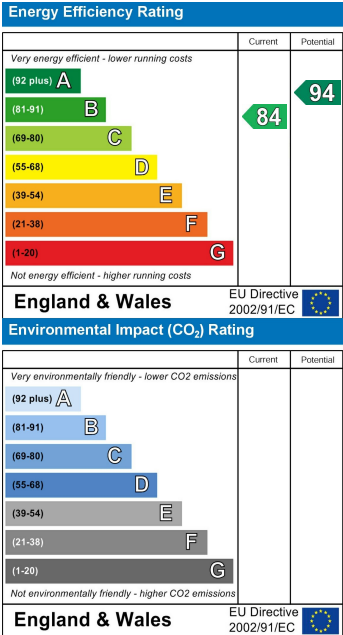 Energy Efficiency Rating
Current Potential
Very energy efficient - lower running costs
(92 plus) A
(81-91) B
(69-80) C
(55-68) D
(39-54) E
(21-38) F
(1-20) G
84
94
Not energy efficient - higher running costs
England & Wales
EU Directive
2002/91/EC
Environmental Impact (CO₂) Rating
Current Potential
Very environmentally friendly - lower CO2 emissions
(92 plus) A
(81-91) B
(69-80) C
(55-68) D
(39-54) E
(21-38) F
(1-20) G
Not environmentally friendly - higher CO2 emissions
England & Wales
EU Directive
2002/91/EC